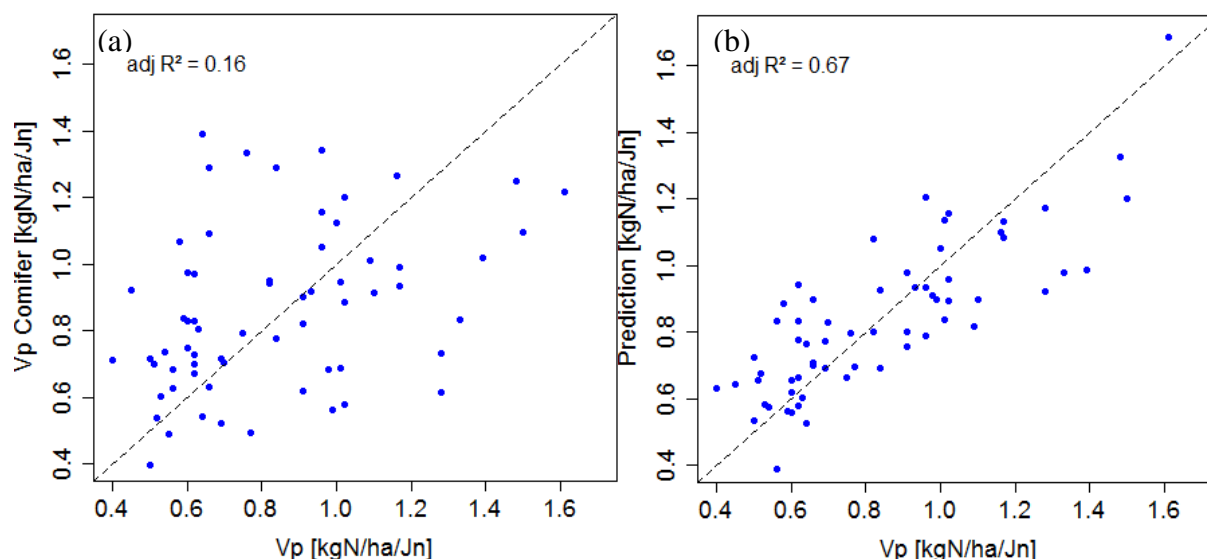 (a)
adj R² = 0.16
Vp Comifer [kgN/ha/Jn]
1.6
1.4
1.2
1.0
0.8
0.6
0.4
0.4 0.6 0.8 1.0 1.2 1.4 1.6
Vp [kgN/ha/Jn]
(b)
adj R² = 0.67
Prediction [kgN/ha/Jn]
1.6
1.4
1.2
1.0
0.8
0.6
0.4
0.4 0.6 0.8 1.0 1.2 1.4 1.6
Vp [kgN/ha/Jn]